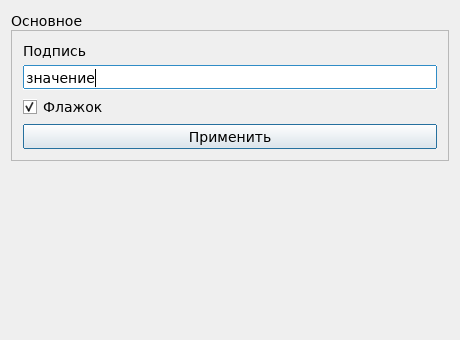 Основное
Подпись
значение
Флажок
Применить